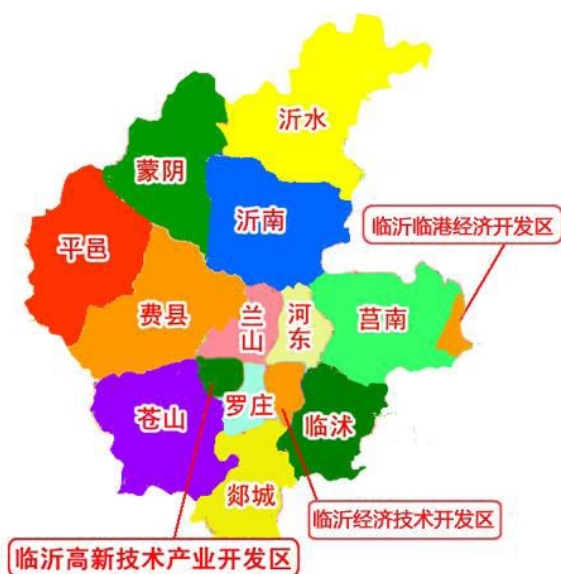 沂水
蒙阴
沂南
临沂临港经济开发区
平邑
费县
兰山
河东
莒南
苍山
罗庄
临沭
郯城
临沂经济技术开发区
临沂高新技术产业开发区